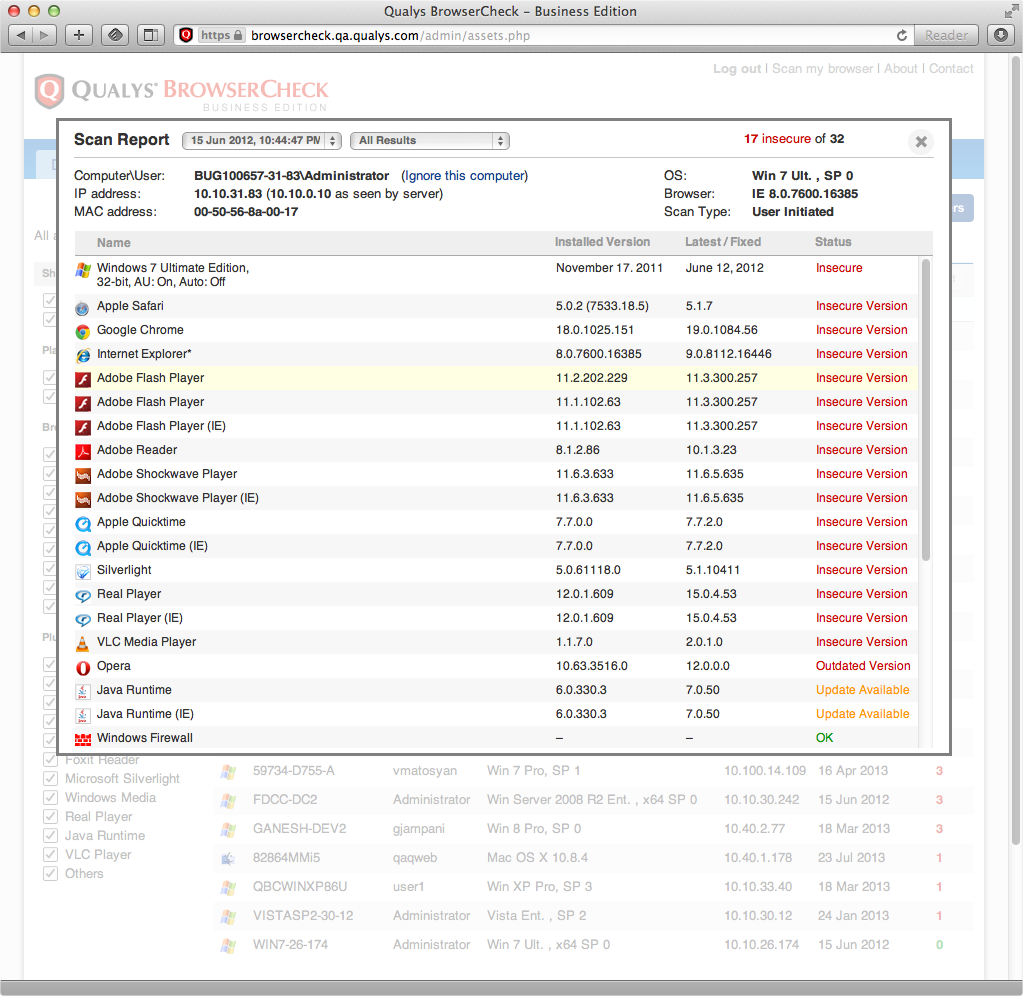 Qualys BrowserCheck – Business Edition
https browsercheck.qa.qualys.com/admin/assets.php Reader
Log out | Scan my browser | About | Contact
QUALYS® BROWSERCHECK
BUSINESS EDITION
Scan Report 15 Jun 2012, 10:44:47 PM All Results 17 insecure of 32
Computer\User: BUG100657-31-83\Administrator (Ignore this computer) OS: Win 7 Ult. , SP 0
IP address: 10.10.31.83 (10.10.0.10 as seen by server) Browser: IE 8.0.7600.16385
MAC address: 00-50-56-8a-00-17 Scan Type: User Initiated
Name Installed Version Latest / Fixed Status
Windows 7 Ultimate Edition, November 17. 2011 June 12, 2012 Insecure
32-bit, AU: On, Auto: Off
Apple Safari 5.0.2 (7533.18.5) 5.1.7 Insecure Version
Google Chrome 18.0.1025.151 19.0.1084.56 Insecure Version
Internet Explorer* 8.0.7600.16385 9.0.8112.16446 Insecure Version
Adobe Flash Player 11.2.202.229 11.3.300.257 Insecure Version
Adobe Flash Player 11.1.102.63 11.3.300.257 Insecure Version
Adobe Flash Player (IE) 11.1.102.63 11.3.300.257 Insecure Version
Adobe Reader 8.1.2.86 10.1.3.23 Insecure Version
Adobe Shockwave Player 11.6.3.633 11.6.5.635 Insecure Version
Adobe Shockwave Player (IE) 11.6.3.633 11.6.5.635 Insecure Version
Apple Quicktime 7.7.0.0 7.7.2.0 Insecure Version
Apple Quicktime (IE) 7.7.0.0 7.7.2.0 Insecure Version
Silverlight 5.0.61118.0 5.1.10411 Insecure Version
Real Player 12.0.1.609 15.0.4.53 Insecure Version
Real Player (IE) 12.0.1.609 15.0.4.53 Insecure Version
VLC Media Player 1.1.7.0 2.0.1.0 Insecure Version
Opera 10.63.3516.0 12.0.0.0 Outdated Version
Java Runtime 6.0.330.3 7.0.50 Update Available
Java Runtime (IE) 6.0.330.3 7.0.50 Update Available
Windows Firewall – – OK
Foxit Reader
59734-D755-A vmatosyan Win 7 Pro, SP 1 10.100.14.109 16 Apr 2013 3
Microsoft Silverlight
Windows Media FDCC-DC2 Administrator Win Server 2008 R2 Ent. , x64 SP 0 10.10.30.242 15 Jun 2012 3
Real Player
GANESH-DEV2 gjampani Win 8 Pro, SP 0 10.40.2.77 18 Mar 2013 3
Java Runtime
VLC Player 82864MMi5 qaqweb Mac OS X 10.8.4 10.40.1.178 23 Jul 2013 1
Others
QBCWINXP86U user1 Win XP Pro, SP 3 10.10.33.40 18 Mar 2013 1
VISTASP2-30-12 Administrator Vista Ent. , SP 2 10.10.30.12 24 Jan 2013 1
WIN7-26-174 Administrator Win 7 Ult. , x64 SP 0 10.10.26.174 15 Jun 2012 0